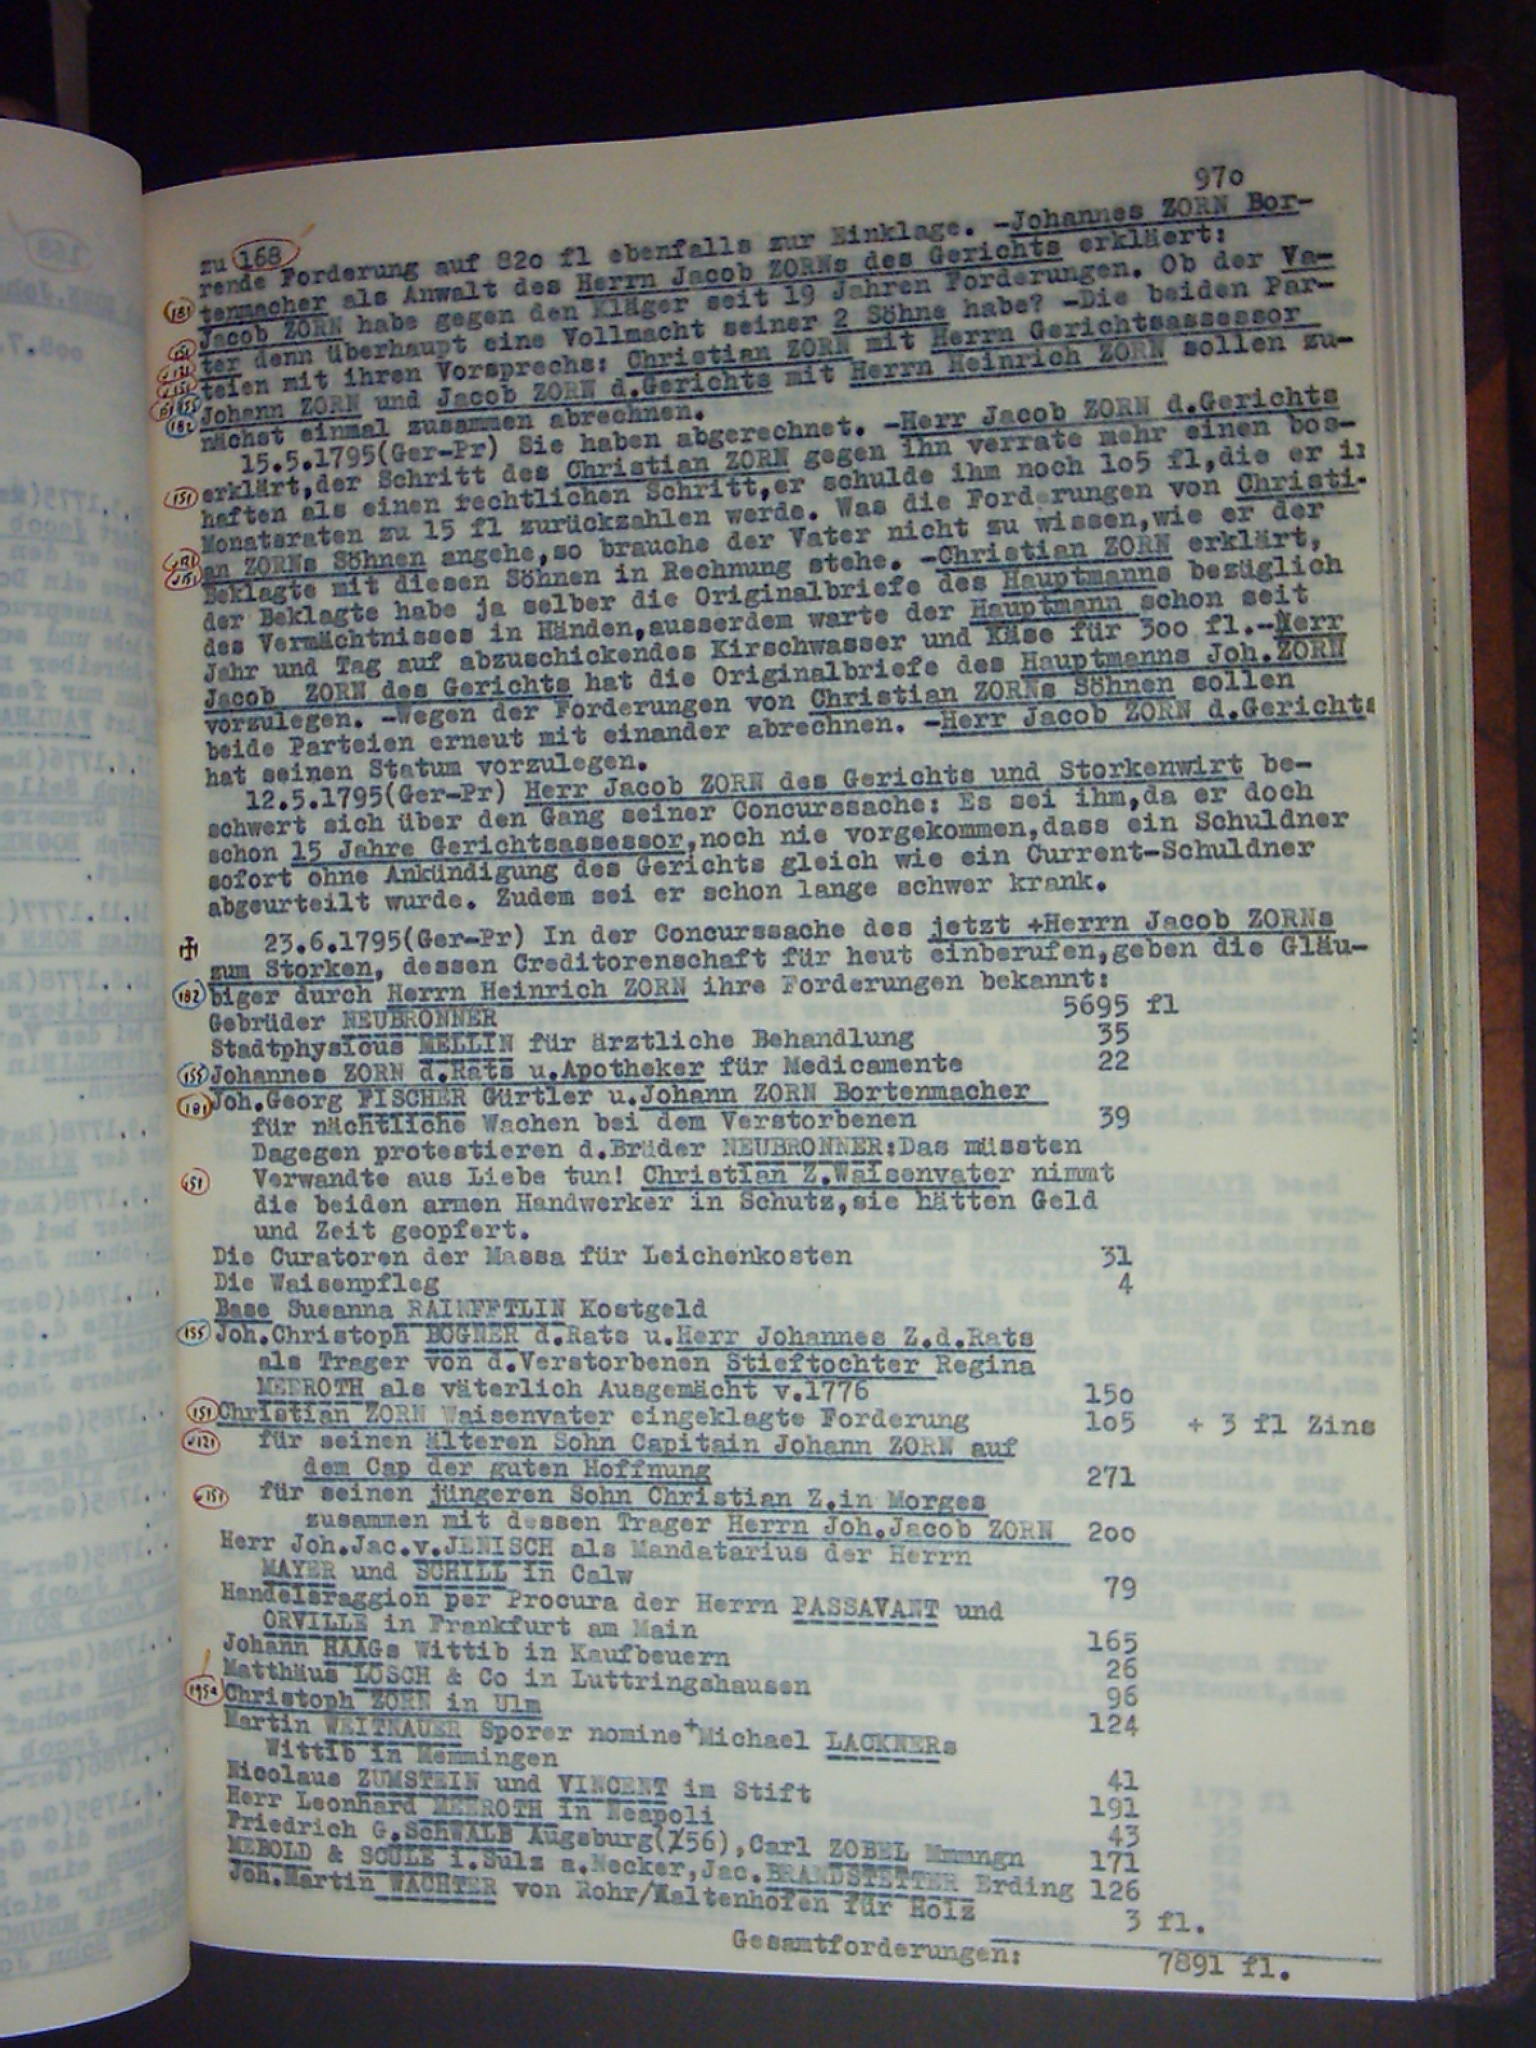 970
zu 168
rende Forderung auf 820 fl ebenfalls zur Einklage. -Johannes ZORN Bor-
181 tenmacher als Anwalt des Herrn Jacob ZORNs des Gerichts erklärt:
Jacob ZORN habe gegen den Kläger seit 19 Jahren Forderungen. Ob der Va-
151 ter denn überhaupt eine Vollmacht seiner 2 Söhne habe? -Die beiden Par-
teien mit ihren Vorsprechs: Christian ZORN mit Herrn Gerichtsassessor
Johann ZORN und Jacob ZORN d.Gerichts mit Herrn Heinrich ZORN sollen zu-
182 nächst einmal zusammen abrechnen.
15.5.1795(Ger-Pr) Sie haben abgerechnet. -Herr Jacob ZORN d.Gerichts
151 erklärt,der Schritt des Christian ZORN gegen ihn verrate mehr einen bos-
haften als einen rechtlichen Schritt,er schulde ihm noch 1o5 fl,die er in
Monatsraten zu 15 fl zurückzahlen werde. Was die Forderungen von Christi-
an ZORNs Söhnen angehe,so brauche der Vater nicht zu wissen,wie er der
Beklagte mit diesen Söhnen in Rechnung stehe. -Christian ZORN erklärt,
der Beklagte habe ja selber die Originalbriefe des Hauptmanns bezüglich
des Vermächtnisses in Händen,ausserdem warte der Hauptmann schon seit
Jahr und Tag auf abzuschickendes Kirschwasser und Käse für 3oo fl.-Herr
Jacob ZORN des Gerichts hat die Originalbriefe des Hauptmanns Joh.ZORN
vorzulegen. -Wegen der Forderungen von Christian ZORNs Söhnen sollen
beide Parteien erneut mit einander abrechnen. -Herr Jacob ZORN d.Gerichts
hat seinen Statum vorzulegen.
12.5.1795(Ger-Pr) Herr Jacob ZORN des Gerichts und Storkenwirt be-
schwert sich über den Gang seiner Concurssache: Es sei ihm,da er doch
schon 15 Jahre Gerichtsassessor,noch nie vorgekommen,dass ein Schuldner
sofort ohne Ankündigung des Gerichts gleich wie ein Current-Schuldner
abgeurteilt wurde. Zudem sei er schon lange schwer krank.
23.6.1795(Ger-Pr) In der Concurssache des jetzt +Herrn Jacob ZORNs
zum Storken, dessen Creditorenschaft für heut einberufen,geben die Gläu-
182 biger durch Herrn Heinrich ZORN ihre Forderungen bekannt:
Gebrüder NEUBRONNER 5695 fl
Stadtphysicus MELLIN für ärztliche Behandlung 35
155 Johannes ZORN d.Rats u.Apotheker für Medicamente 22
181 Joh.Georg FISCHER Gürtler u.Johann ZORN Bortenmacher
für nächtliche Wachen bei dem Verstorbenen 39
Dagegen protestieren d.Brüder NEUBRONNER:Das müssten
151 Verwandte aus Liebe tun! Christian Z.Waisenvater nimmt
die beiden armen Handwerker in Schutz,sie hätten Geld
und Zeit geopfert.
Die Curatoren der Massa für Leichenkosten 31
Die Waisenpfleg 4
Base Susanna RAINFFTLIN Kostgeld
155 Joh.Christoph BOGNER d.Rats u.Herr Johannes Z.d.Rats
als Trager von d.Verstorbenen Stieftochter Regina
MEEROTH als väterlich Ausgemächt v.1776 150
151 Christian ZORN Waisenvater eingeklagte Forderung 1o5 + 3 fl Zins
für seinen älteren Sohn Capitain Johann ZORN auf
dem Cap der guten Hoffnung 271
für seinen jüngeren Sohn Christian Z.in Morges
zusammen mit dessen Trager Herrn Joh.Jacob ZORN 2oo
Herr Joh.Jac.v.JENISCH als Mandatarius der Herrn
MAYER und SCHILL in Calw 79
Handelsraggion per Procura der Herrn PASSAVANT und
ORVILLE in Frankfurt am Main 165
Johann HAAGs Wittib in Kaufbeuern 26
Matthäus LOSCH & Co in Luttringshausen 96
195a Christoph ZORN in Ulm 124
Martin WEITNAUER Sporer nomine +Michael LACKNERs
Wittib in Memmingen 41
Nicolaus ZUMSTEIN und VINCENT im Stift 191
Herr Leonhard MEEROTH in Neapoli 43
Friedrich G.SCHWALB Augsburg(156),Carl ZOBEL Mmmngn 171
MEBOLD & SCULE i.Sulz a.Necker,Jac.BRANDSTETTER Erding 126
Joh.Martin WACHTER von Rohr/Waltenhofen für Holz 3 fl.
Gesamtforderungen: 7891 fl.